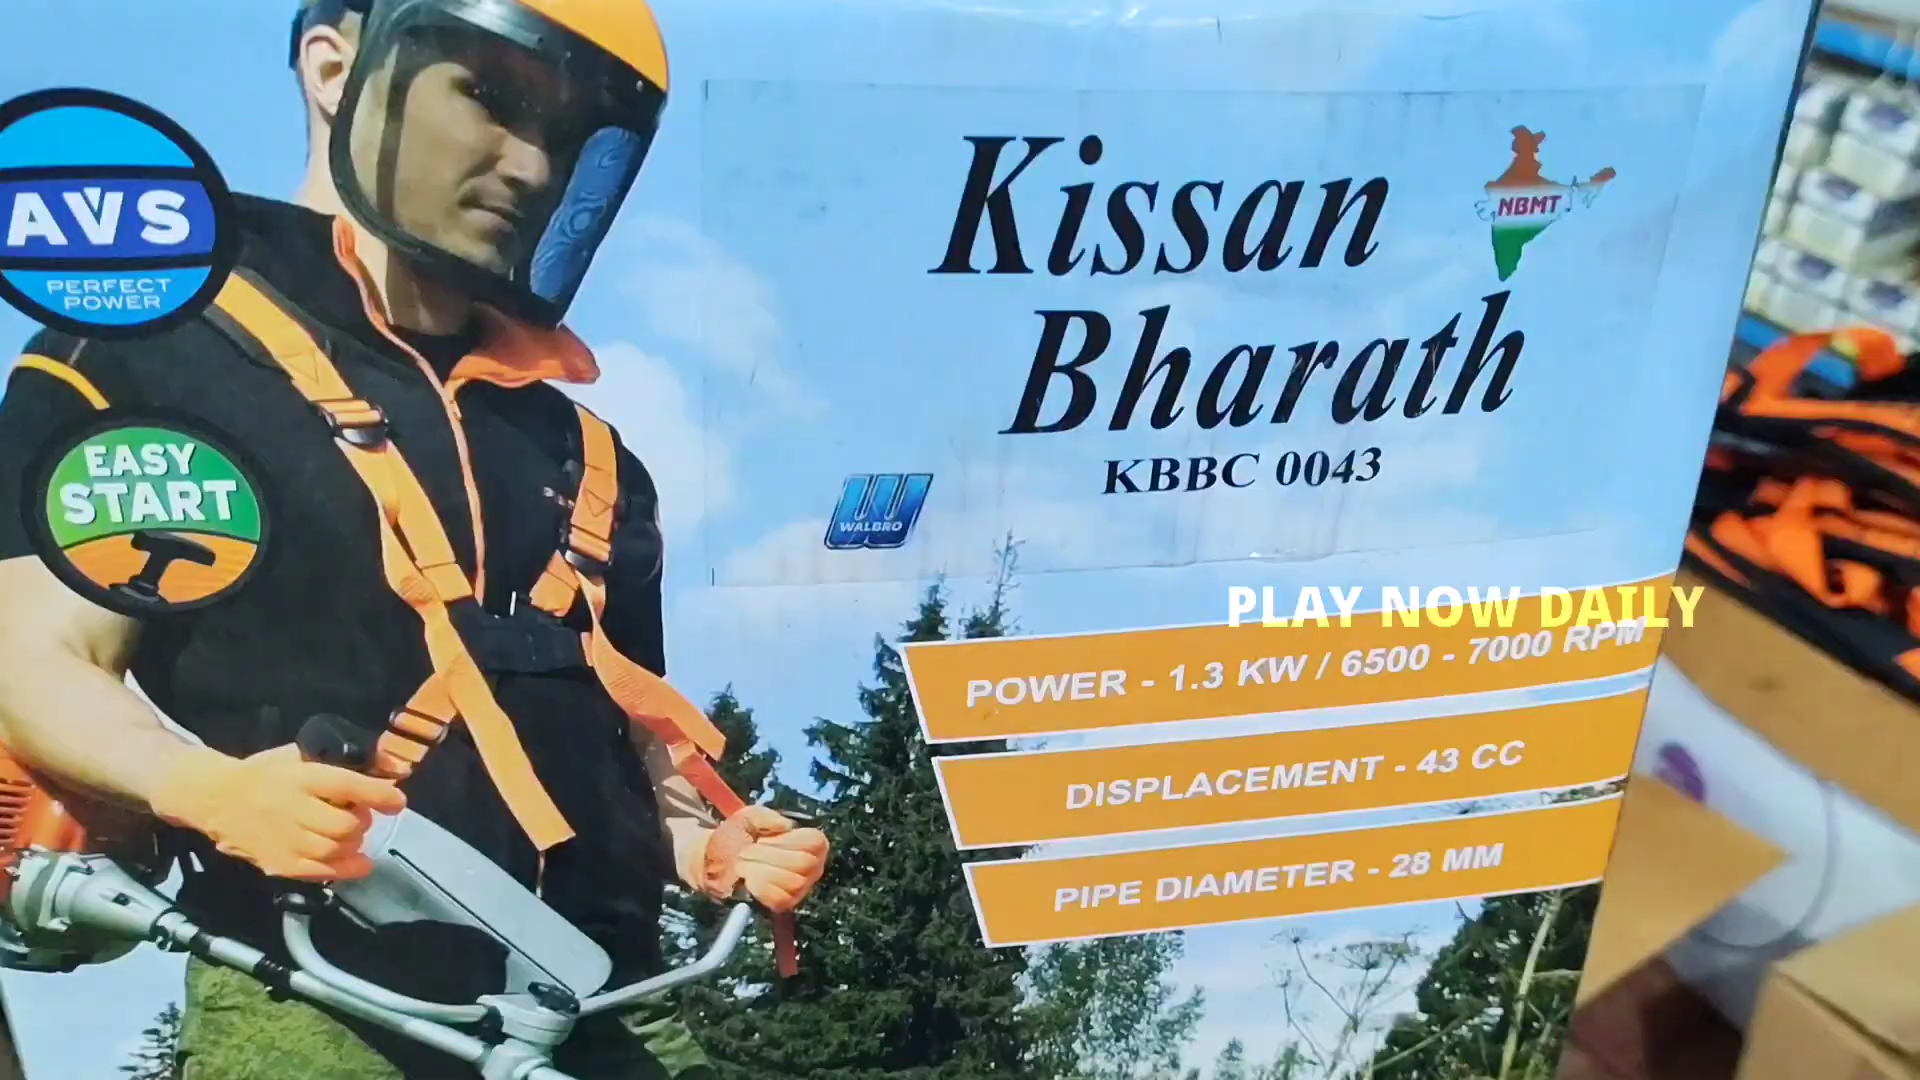 AVS
PERFECT
POWER
EASY
START
Kissan
NBMT
Bharath
KBBC 0043
WALBRO
PLAY NOW DAILY
POWER - 1.3 KW / 6500 - 7000 RPM
DISPLACEMENT - 43 CC
PIPE DIAMETER - 28 MM